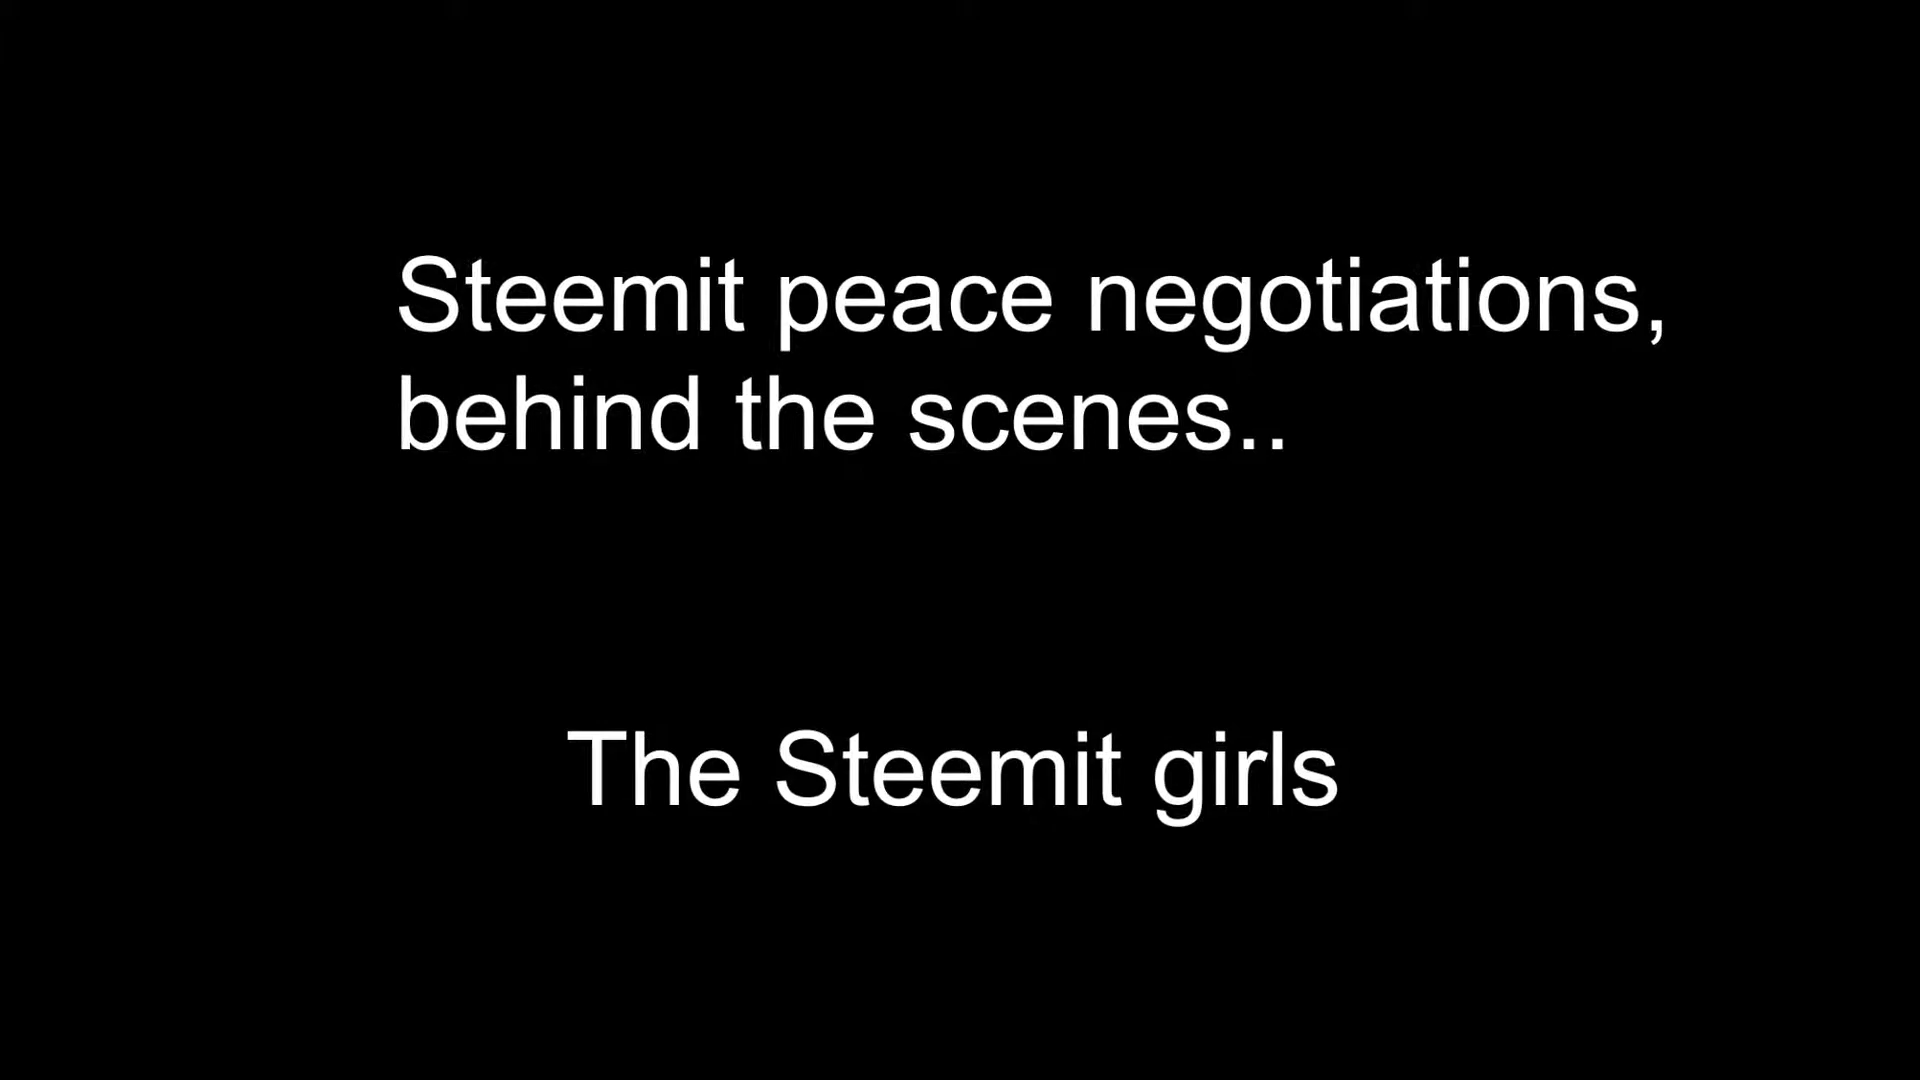 Steemit peace negotiations,
behind the scenes..
The Steemit girls